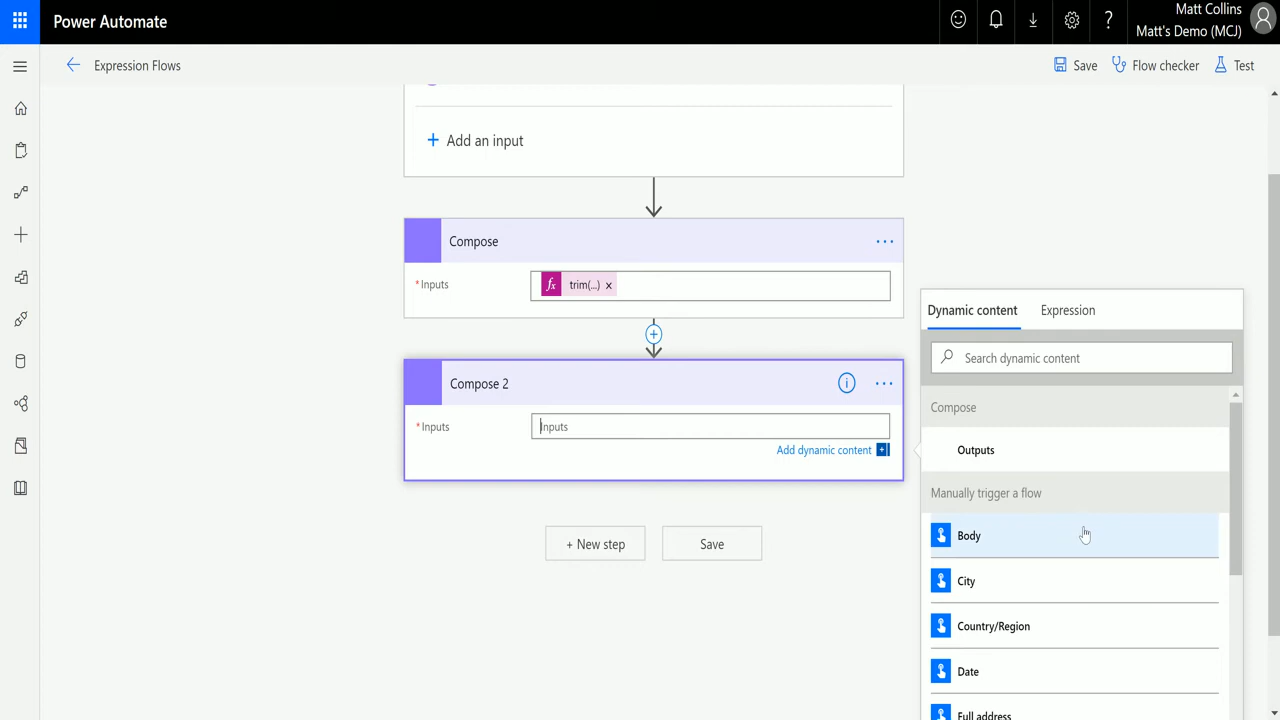 Power Automate
Matt Collins
Matt's Demo (MCJ)
Expression Flows
Save
Flow checker
Test
+ Add an input
Compose
* Inputs
fx trim(...) x
Compose 2
* Inputs
Inputs
Add dynamic content
+ New step
Save
Dynamic content
Expression
Search dynamic content
Compose
Outputs
Manually trigger a flow
Body
City
Country/Region
Date
Full address